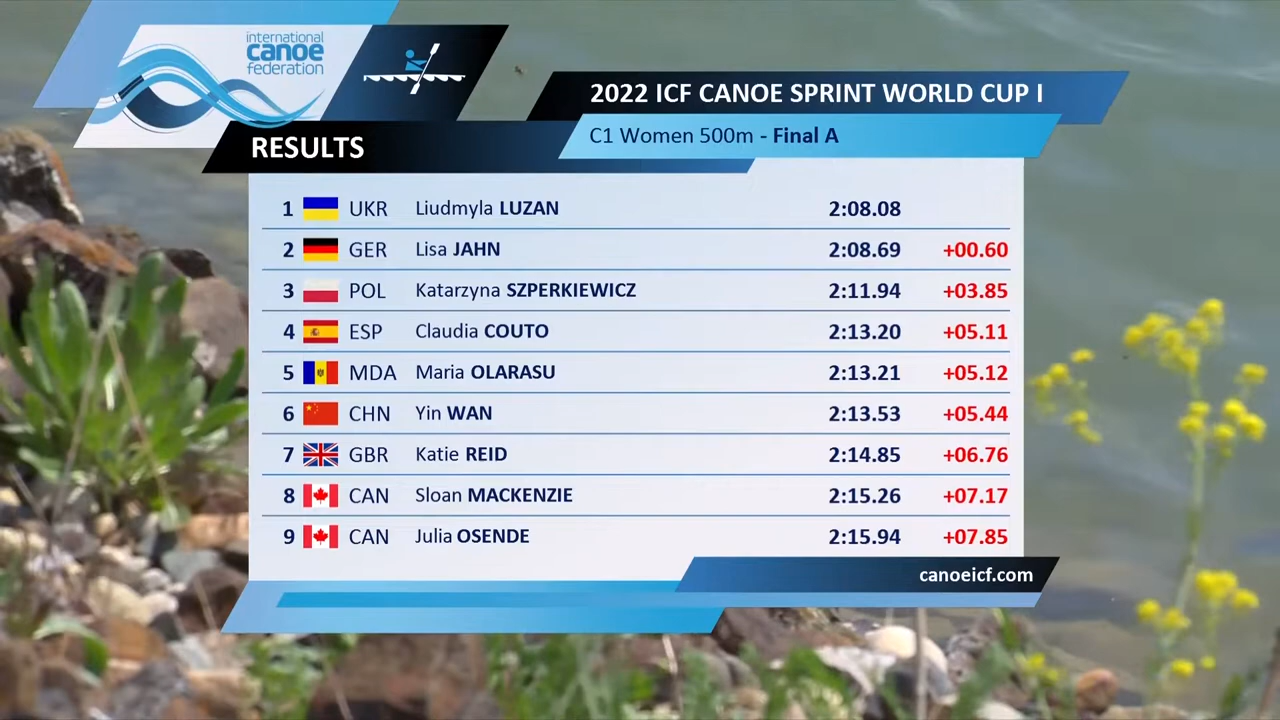 international
canoe
federation
2022 ICF CANOE SPRINT WORLD CUP I
C1 Women 500m - Final A
RESULTS
1 UKR Liudmyla LUZAN 2:08.08
2 GER Lisa JAHN 2:08.69 +00.60
3 POL Katarzyna SZPERKIEWICZ 2:11.94 +03.85
4 ESP Claudia COUTO 2:13.20 +05.11
5 MDA Maria OLARASU 2:13.21 +05.12
6 CHN Yin WAN 2:13.53 +05.44
7 GBR Katie REID 2:14.85 +06.76
8 CAN Sloan MACKENZIE 2:15.26 +07.17
9 CAN Julia OSENDE 2:15.94 +07.85
canoeicf.com